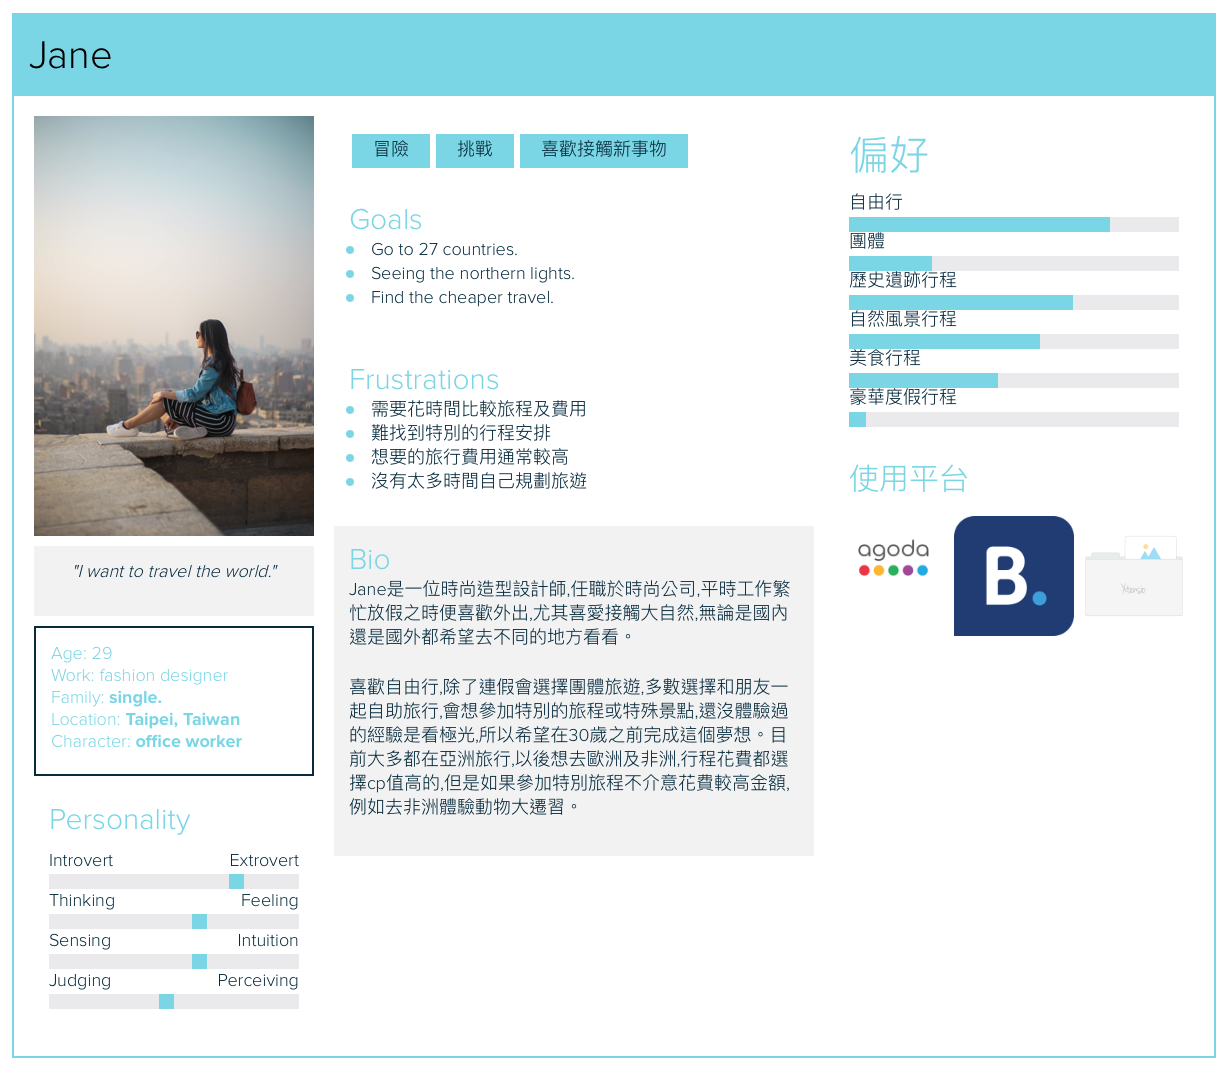 Jane
冒險
挑戰
喜歡接觸新事物
Goals
Go to 27 countries.
Seeing the northern lights.
Find the cheaper travel.
Frustrations
需要花時間比較旅程及費用
難找到特別的行程安排
想要的旅行費用通常較高
沒有太多時間自己規劃旅遊
"I want to travel the world."
Age: 29
Work: fashion designer
Family: single.
Location: Taipei, Taiwan
Character: office worker
Personality
Introvert Extrovert
Thinking Feeling
Sensing Intuition
Judging Perceiving
Bio
Jane是一位時尚造型設計師,任職於時尚公司,平時工作繁
忙放假之時便喜歡外出,尤其喜愛接觸大自然,無論是國內
還是國外都希望去不同的地方看看。
喜歡自由行,除了連假會選擇團體旅遊,多數選擇和朋友一
起自助旅行,會想參加特別的旅程或特殊景點,還沒體驗過
的經驗是看極光,所以希望在30歲之前完成這個夢想。目
前大多都在亞洲旅行,以後想去歐洲及非洲,行程花費都選
擇cp值高的,但是如果參加特別旅程不介意花費較高金額,
例如去非洲體驗動物大遷習。
偏好
自由行
團體
歷史遺跡行程
自然風景行程
美食行程
豪華度假行程
使用平台
agoda
B.